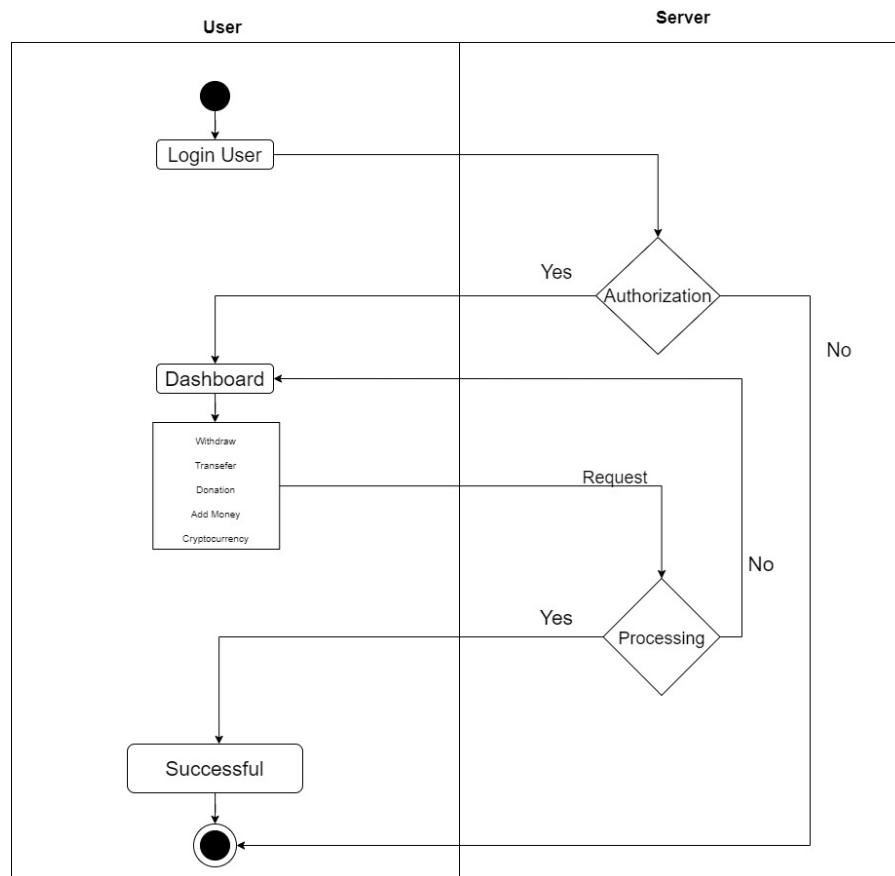 User
Server
Login User
Yes
Authorization
No
Dashboard
Withdraw
Transefer
Request
Donation
Add Money
Cryptocurrency
No
Yes
Processing
Successful